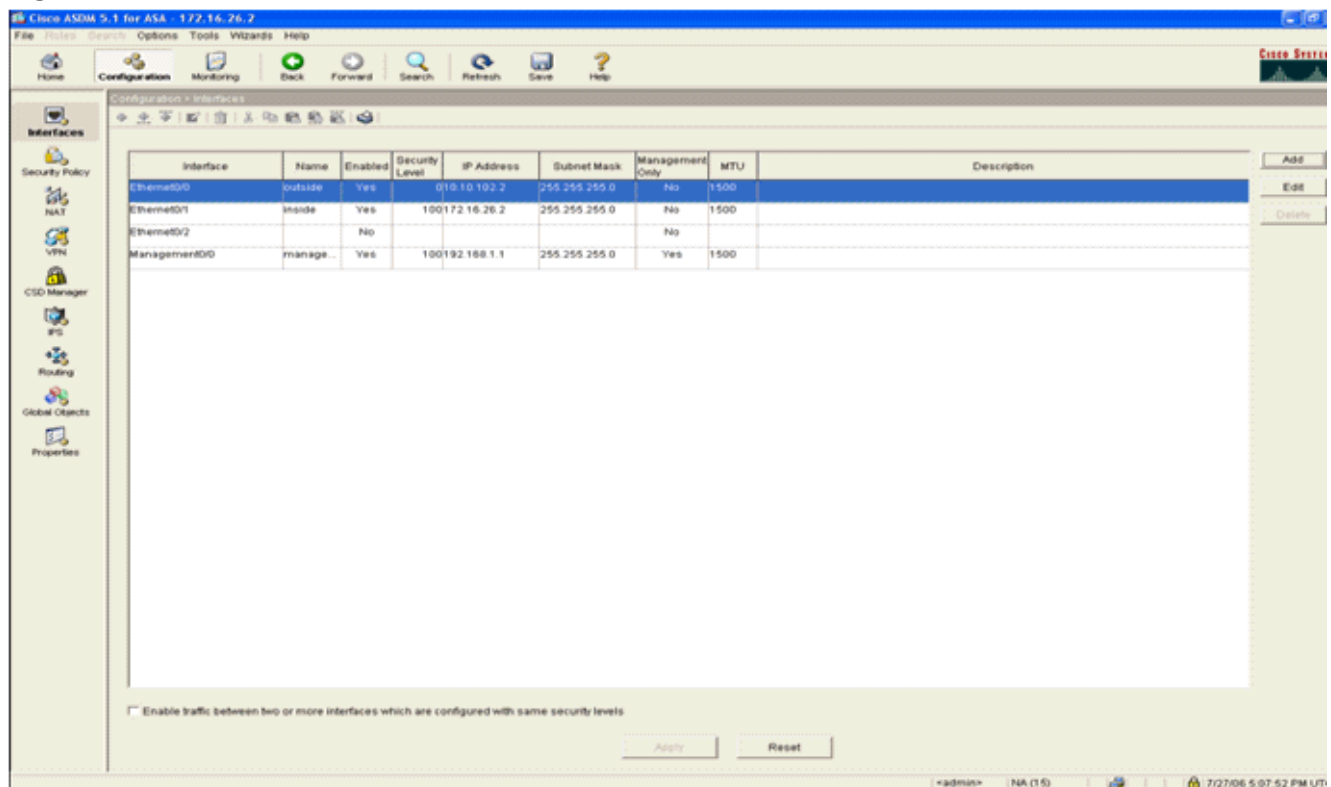 Cisco ASDM 5.1 for ASA - 172.16.26.2
File Rules Search Options Tools Wizards Help
Home Configuration Monitoring Back Forward Search Refresh Save Help
Cisco Systems
Configuration > Interfaces
Interfaces
Security Policy
NAT
VPN
CSD Manager
IPS
Routing
Global Objects
Properties
Interface Name Enabled Security Level IP Address Subnet Mask Management Only MTU Description
Ethernet0/0 outside Yes 0 10.10.102.2 255.255.255.0 No 1500
Ethernet0/1 inside Yes 100 172.16.26.2 255.255.255.0 No 1500
Ethernet0/2 No No
Management0/0 manage... Yes 100 192.168.1.1 255.255.255.0 Yes 1500
Add
Edit
Delete
Enable traffic between two or more interfaces which are configured with same security levels
Apply Reset
<admin> NA (15) 7/27/06 5:07:52 PM UT